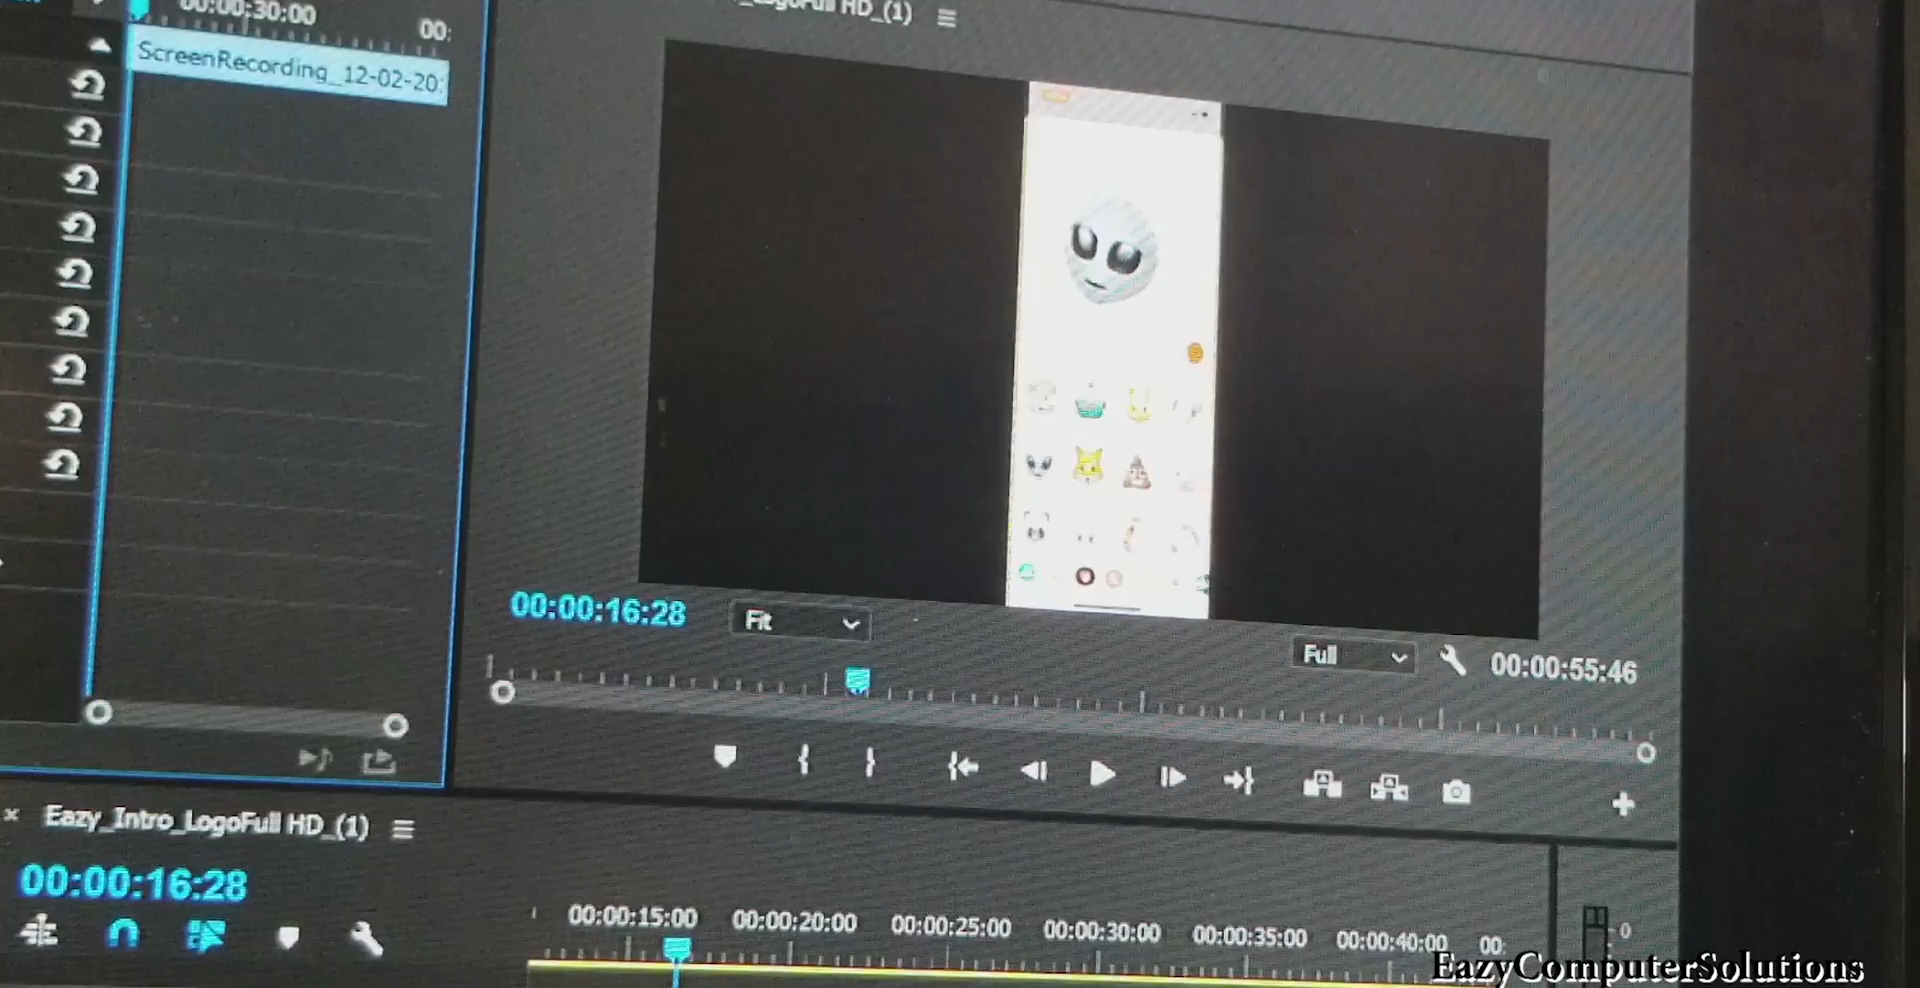 00:00:30:00
00:
ScreenRecording_12-02-20
LogoFull HD_(1)
00:00:16:28
Fit
Full
00:00:55:46
Eazy_Intro_LogoFull HD_(1)
00:00:16:28
00:00:15:00
00:00:20:00
00:00:25:00
00:00:30:00
00:00:35:00
00:00:40:00
00:
0
EazyComputerSolutions